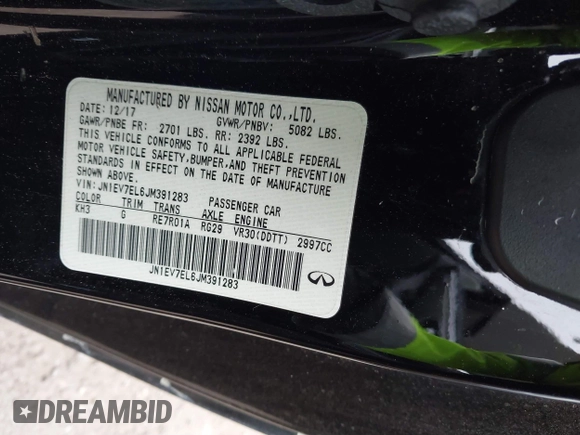 MANUFACTURED BY NISSAN MOTOR CO.,LTD.
DATE: 12/17 GVWR/PNBV: 5082 LBS.
GAWR/PNBE FR: 2701 LBS. RR: 2392 LBS.
THIS VEHICLE CONFORMS TO ALL APPLICABLE FEDERAL
MOTOR VEHICLE SAFETY,BUMPER,AND THEFT PREVENTION
STANDARDS IN EFFECT ON THE DATE OF MANUFACTURE
SHOWN ABOVE.
VIN: JN1EV7EL6JM391283 PASSENGER CAR
COLOR TRIM TRANS AXLE ENGINE
KH3 G RE7R01A RG29 VR30(DDTT) 2997CC
JN1EV7EL6JM391283
DREAMBID